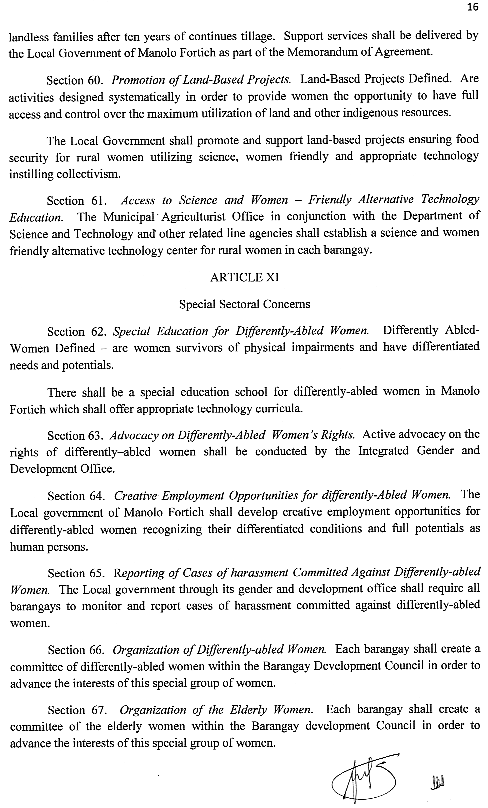 16
landless families after ten years of continues tillage. Support services shall be delivered by
the Local Government of Manolo Fortich as part of the Memorandum of Agreement.
Section 60. Promotion of Land-Based Projects. Land-Based Projects Defined. Are
activities designed systematically in order to provide women the opportunity to have full
access and control over the maximum utilization of land and other indigenous resources.
The Local Government shall promote and support land-based projects ensuring food
security for rural women utilizing science, women friendly and appropriate technology
instilling collectivism.
Section 61. Access to Science and Women – Friendly Alternative Technology
Education. The Municipal Agriculturist Office in conjunction with the Department of
Science and Technology and other related line agencies shall establish a science and women
friendly alternative technology center for rural women in each barangay.
ARTICLE XI
Special Sectoral Concerns
Section 62. Special Education for Differently-Abled Women. Differently Abled-
Women Defined – are women survivors of physical impairments and have differentiated
needs and potentials.
There shall be a special education school for differently-abled women in Manolo
Fortich which shall offer appropriate technology curricula.
Section 63. Advocacy on Differently-Abled Women's Rights. Active advocacy on the
rights of differently–abled women shall be conducted by the Integrated Gender and
Development Office.
Section 64. Creative Employment Opportunities for differently-Abled Women. The
Local government of Manolo Fortich shall develop creative employment opportunities for
differently-abled women recognizing their differentiated conditions and full potentials as
human persons.
Section 65. Reporting of Cases of harassment Committed Against Differently-abled
Women. The Local government through its gender and development office shall require all
barangays to monitor and report cases of harassment committed against differently-abled
women.
Section 66. Organization of Differently-abled Women. Each barangay shall create a
committee of differently-abled women within the Barangay Development Council in order to
advance the interests of this special group of women.
Section 67. Organization of the Elderly Women. Each barangay shall create a
committee of the elderly women within the Barangay development Council in order to
advance the interests of this special group of women.